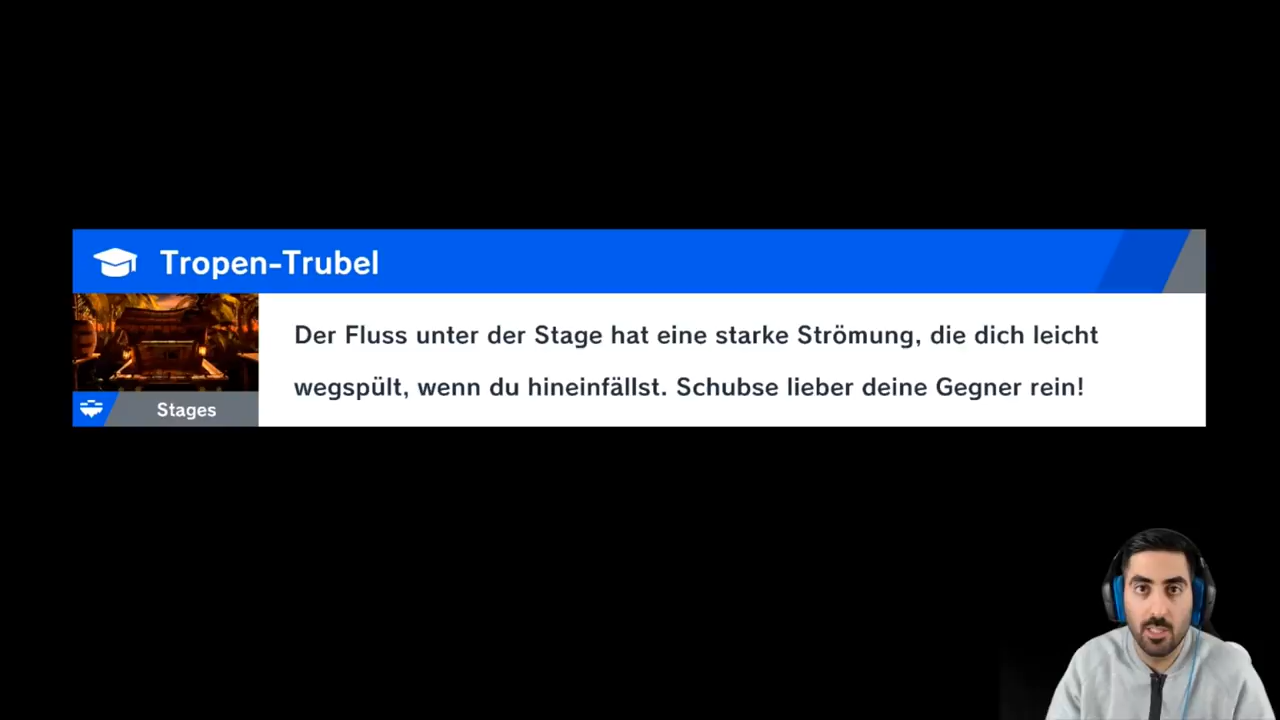 Tropen-Trubel
Der Fluss unter der Stage hat eine starke Strömung, die dich leicht
wegspült, wenn du hineinfällst. Schubse lieber deine Gegner rein!
Stages